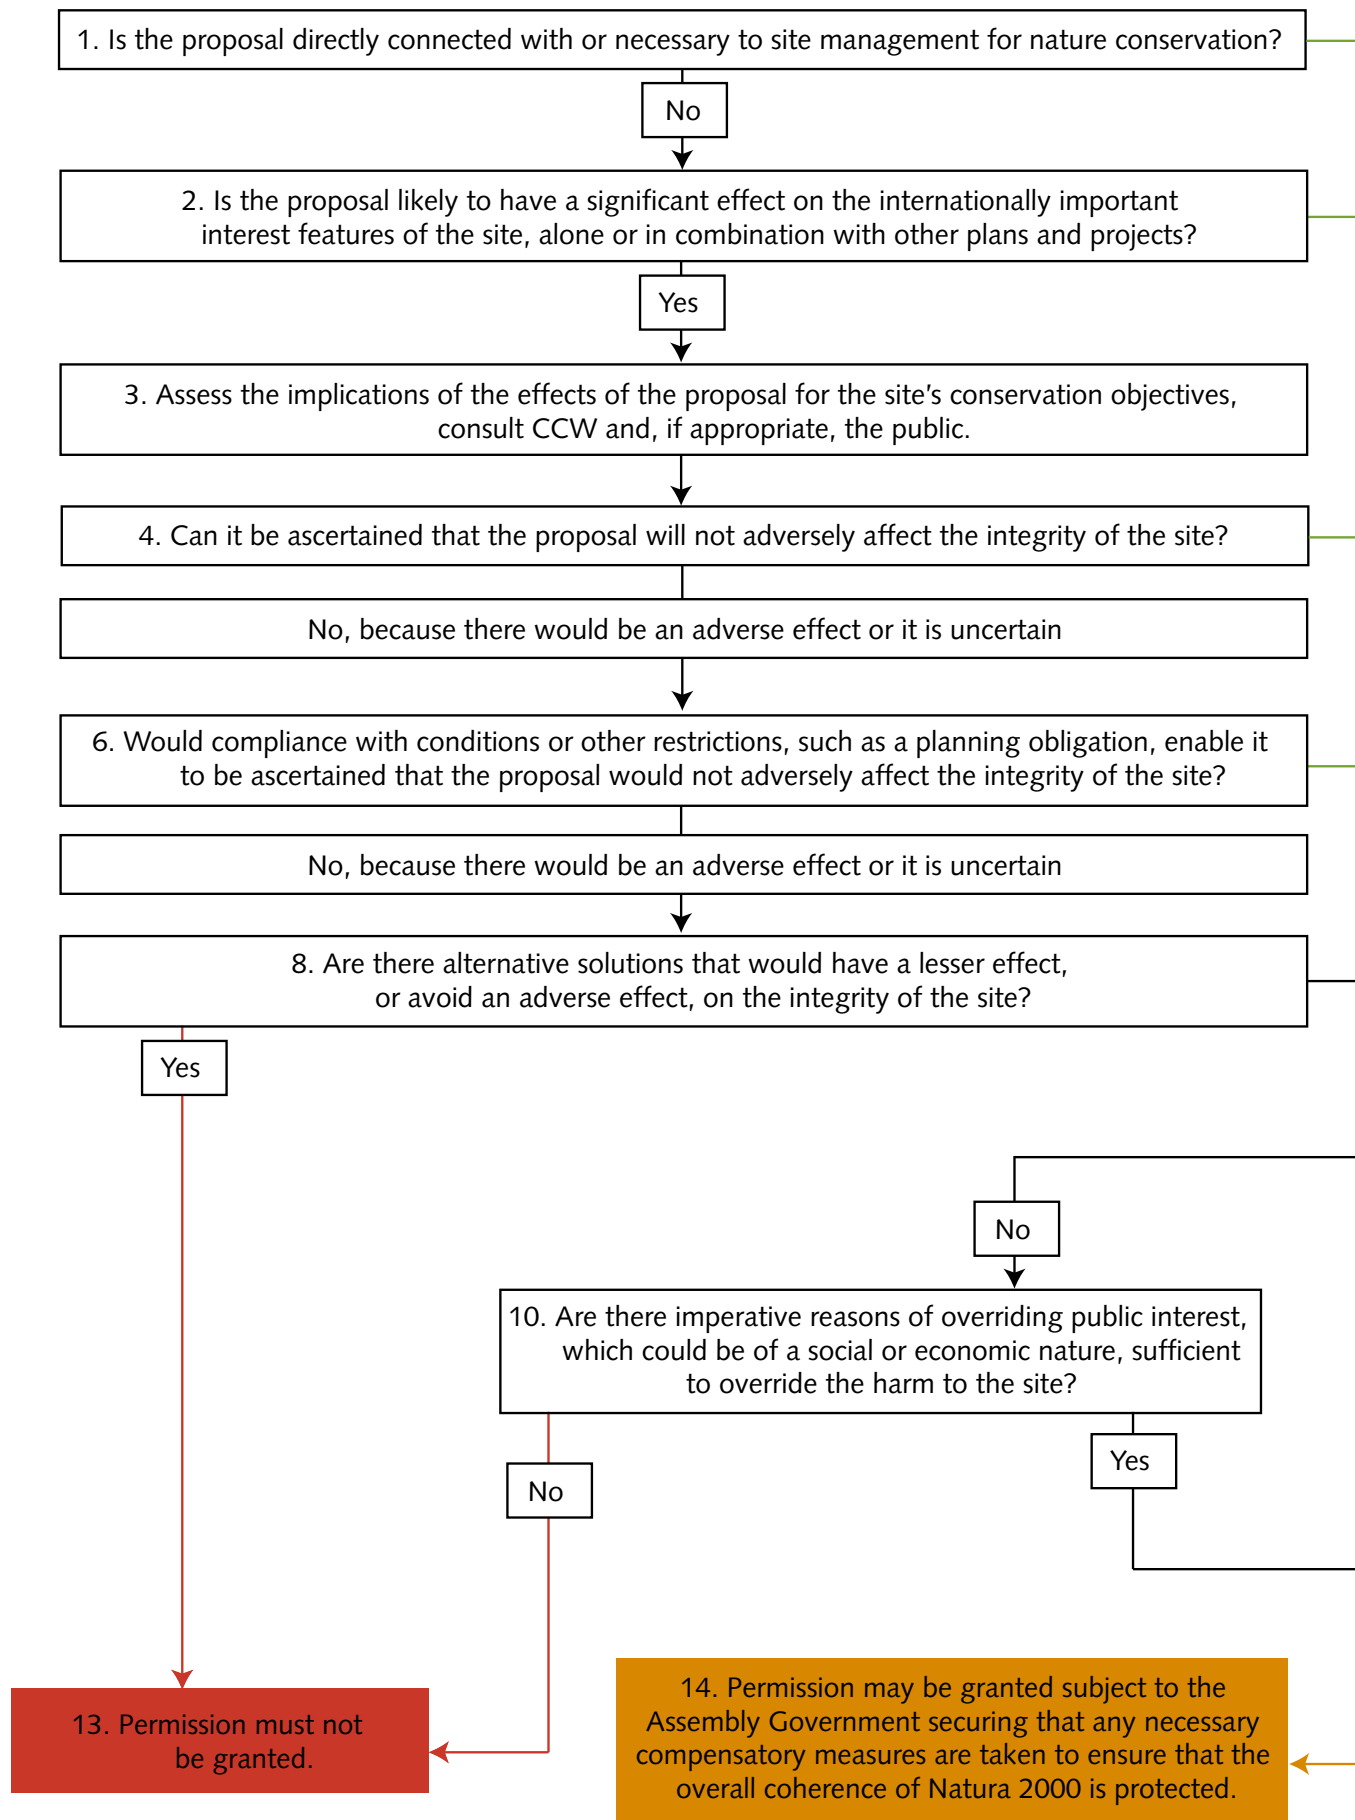 1. Is the proposal directly connected with or necessary to site management for nature conservation?
No
2. Is the proposal likely to have a significant effect on the internationally important
interest features of the site, alone or in combination with other plans and projects?
Yes
3. Assess the implications of the effects of the proposal for the site’s conservation objectives,
consult CCW and, if appropriate, the public.
4. Can it be ascertained that the proposal will not adversely affect the integrity of the site?
No, because there would be an adverse effect or it is uncertain
6. Would compliance with conditions or other restrictions, such as a planning obligation, enable it
to be ascertained that the proposal would not adversely affect the integrity of the site?
No, because there would be an adverse effect or it is uncertain
8. Are there alternative solutions that would have a lesser effect,
or avoid an adverse effect, on the integrity of the site?
Yes
No
10. Are there imperative reasons of overriding public interest,
which could be of a social or economic nature, sufficient
to override the harm to the site?
Yes
No
13. Permission must not
be granted.
14. Permission may be granted subject to the
Assembly Government securing that any necessary
compensatory measures are taken to ensure that the
overall coherence of Natura 2000 is protected.